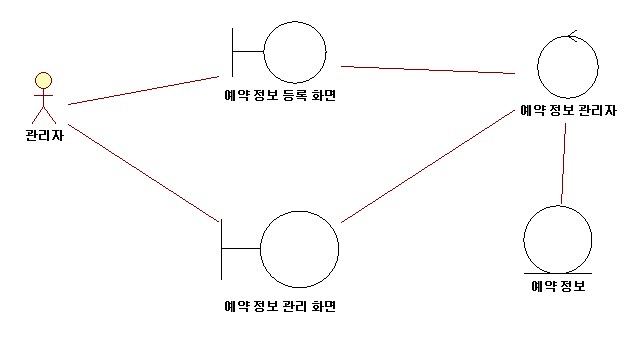 예약 정보 등록 화면
예약 정보 관리자
관리자
예약 정보
예약 정보 관리 화면